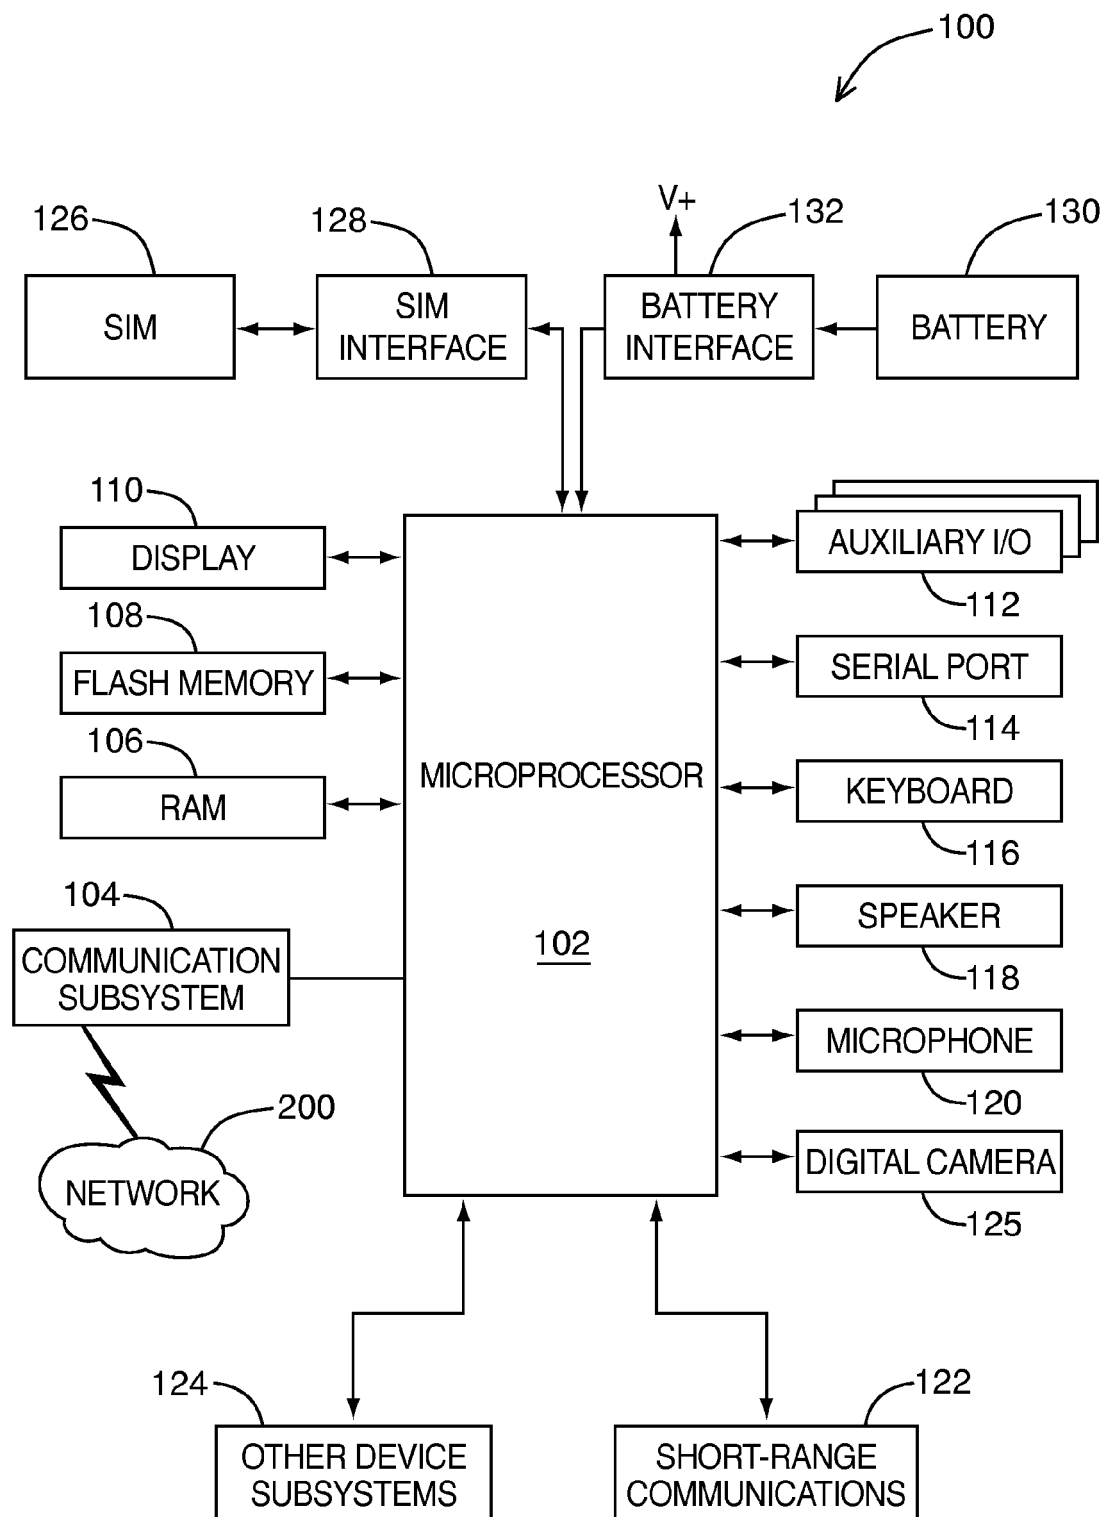 100
V+
126
128
132
130
SIM
SIM
INTERFACE
BATTERY
INTERFACE
BATTERY
110
DISPLAY
AUXILIARY I/O
112
108
FLASH MEMORY
SERIAL PORT
114
106
RAM
MICROPROCESSOR
102
KEYBOARD
116
104
COMMUNICATION
SUBSYSTEM
SPEAKER
118
MICROPHONE
120
200
NETWORK
DIGITAL CAMERA
125
124
OTHER DEVICE
SUBSYSTEMS
122
SHORT-RANGE
COMMUNICATIONS